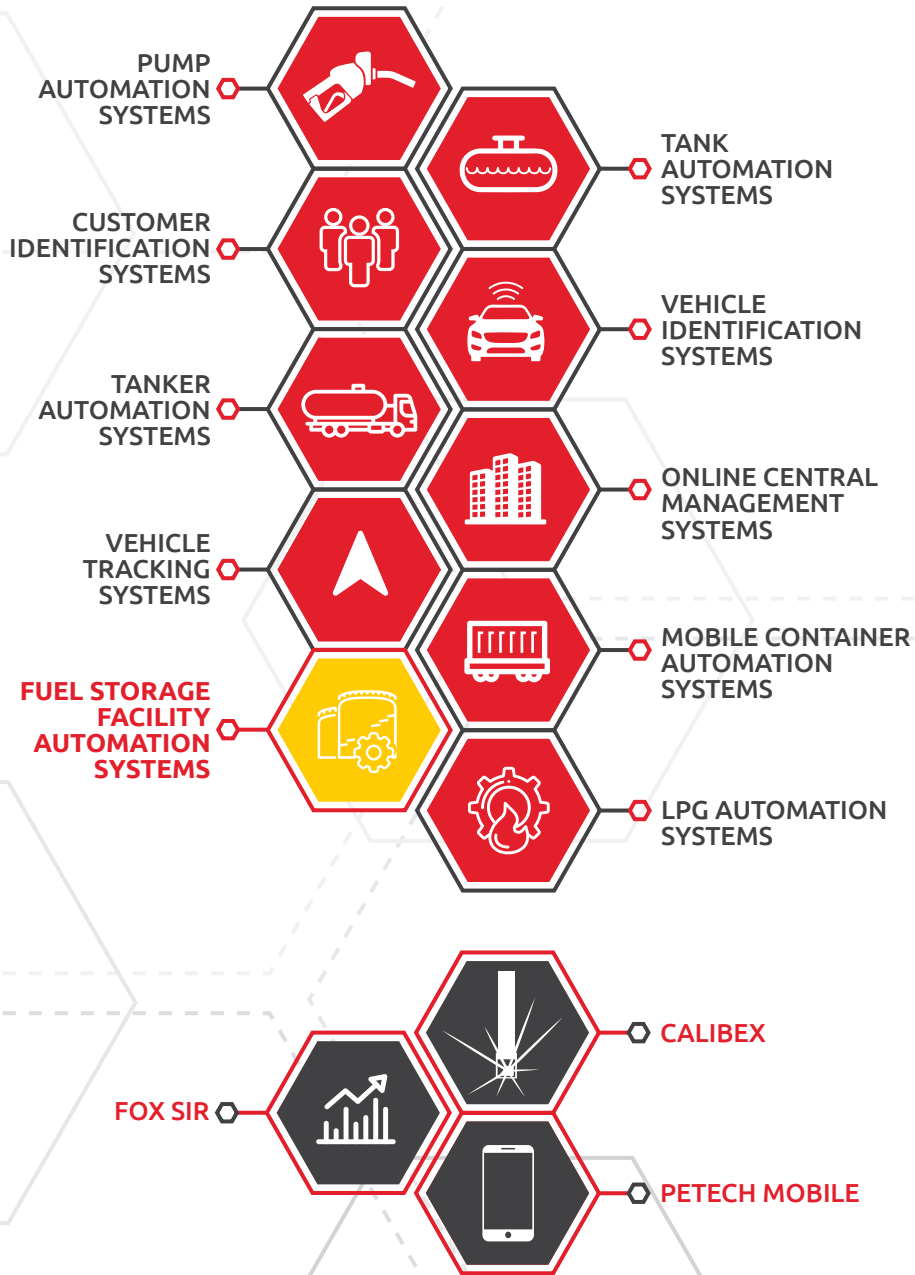 PUMP
AUTOMATION
SYSTEMS
TANK
AUTOMATION
SYSTEMS
CUSTOMER
IDENTIFICATION
SYSTEMS
VEHICLE
IDENTIFICATION
SYSTEMS
TANKER
AUTOMATION
SYSTEMS
ONLINE CENTRAL
MANAGEMENT
SYSTEMS
VEHICLE
TRACKING
SYSTEMS
MOBILE CONTAINER
AUTOMATION
SYSTEMS
FUEL STORAGE
FACILITY
AUTOMATION
SYSTEMS
LPG AUTOMATION
SYSTEMS
CALIBEX
FOX SIR
PETECH MOBILE